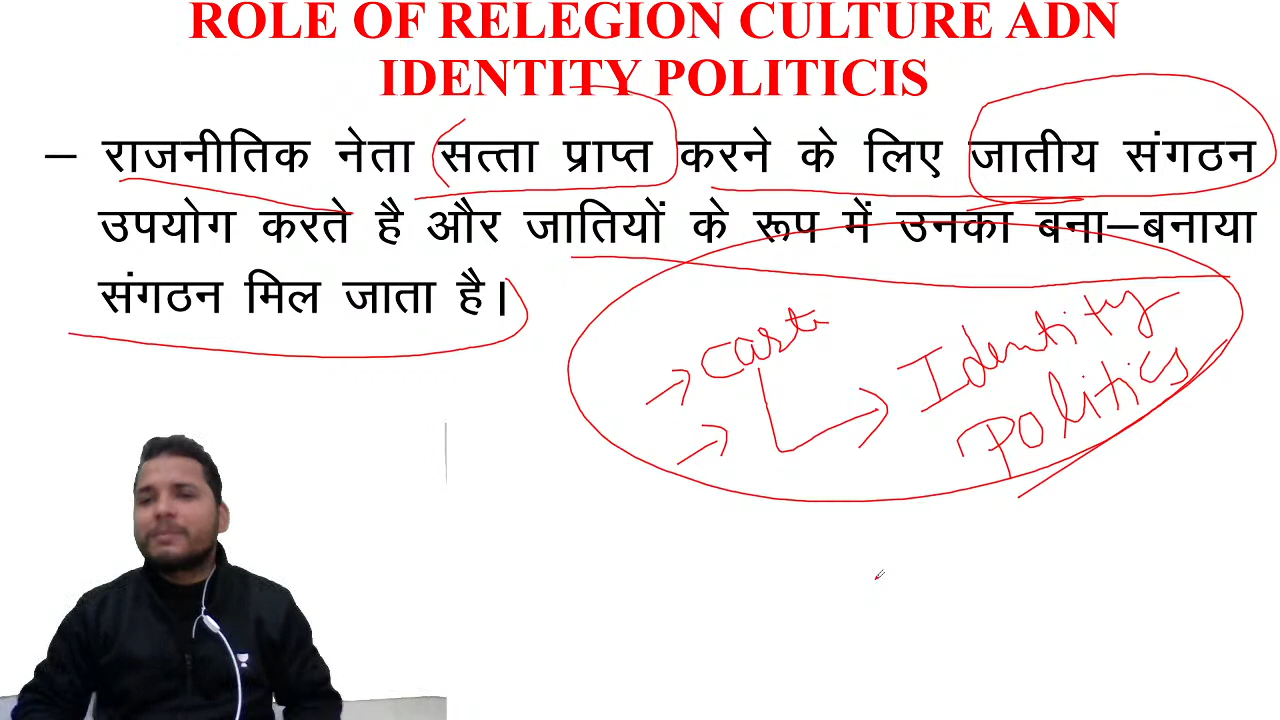 ROLE OF RELEGION CULTURE ADN
IDENTITY POLITICIS
– राजनीतिक नेता सत्ता प्राप्त करने के लिए जातीय संगठन
उपयोग करते है और जातियों के रूप में उनका बना–बनाया
संगठन मिल जाता है।
→ Caste
→ Identity
Politics